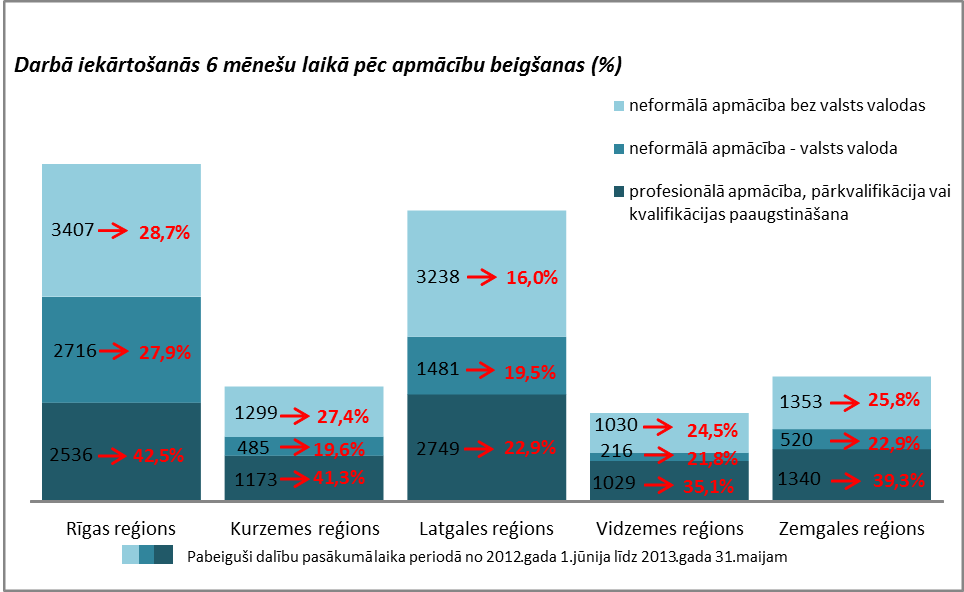 Darbā iekārtošanās 6 mēnešu laikā pēc apmācību beigšanas (%)
neformālā apmācība bez valsts valodas
neformālā apmācība - valsts valoda
profesionālā apmācība, pārkvalifikācija vai
kvalifikācijas paaugstināšana
3407 28,7%
2716 27,9%
2536 42,5%
1299 27,4%
485 19,6%
1173 41,3%
3238 16,0%
1481 19,5%
2749 22,9%
1030 24,5%
216 21,8%
1029 35,1%
1353 25,8%
520 22,9%
1340 39,3%
Rīgas reģions
Kurzemes reģions
Latgales reģions
Vidzemes reģions
Zemgales reģions
Pabeiguši dalību pasākumā laika periodā no 2012.gada 1.jūnija līdz 2013.gada 31.maijam